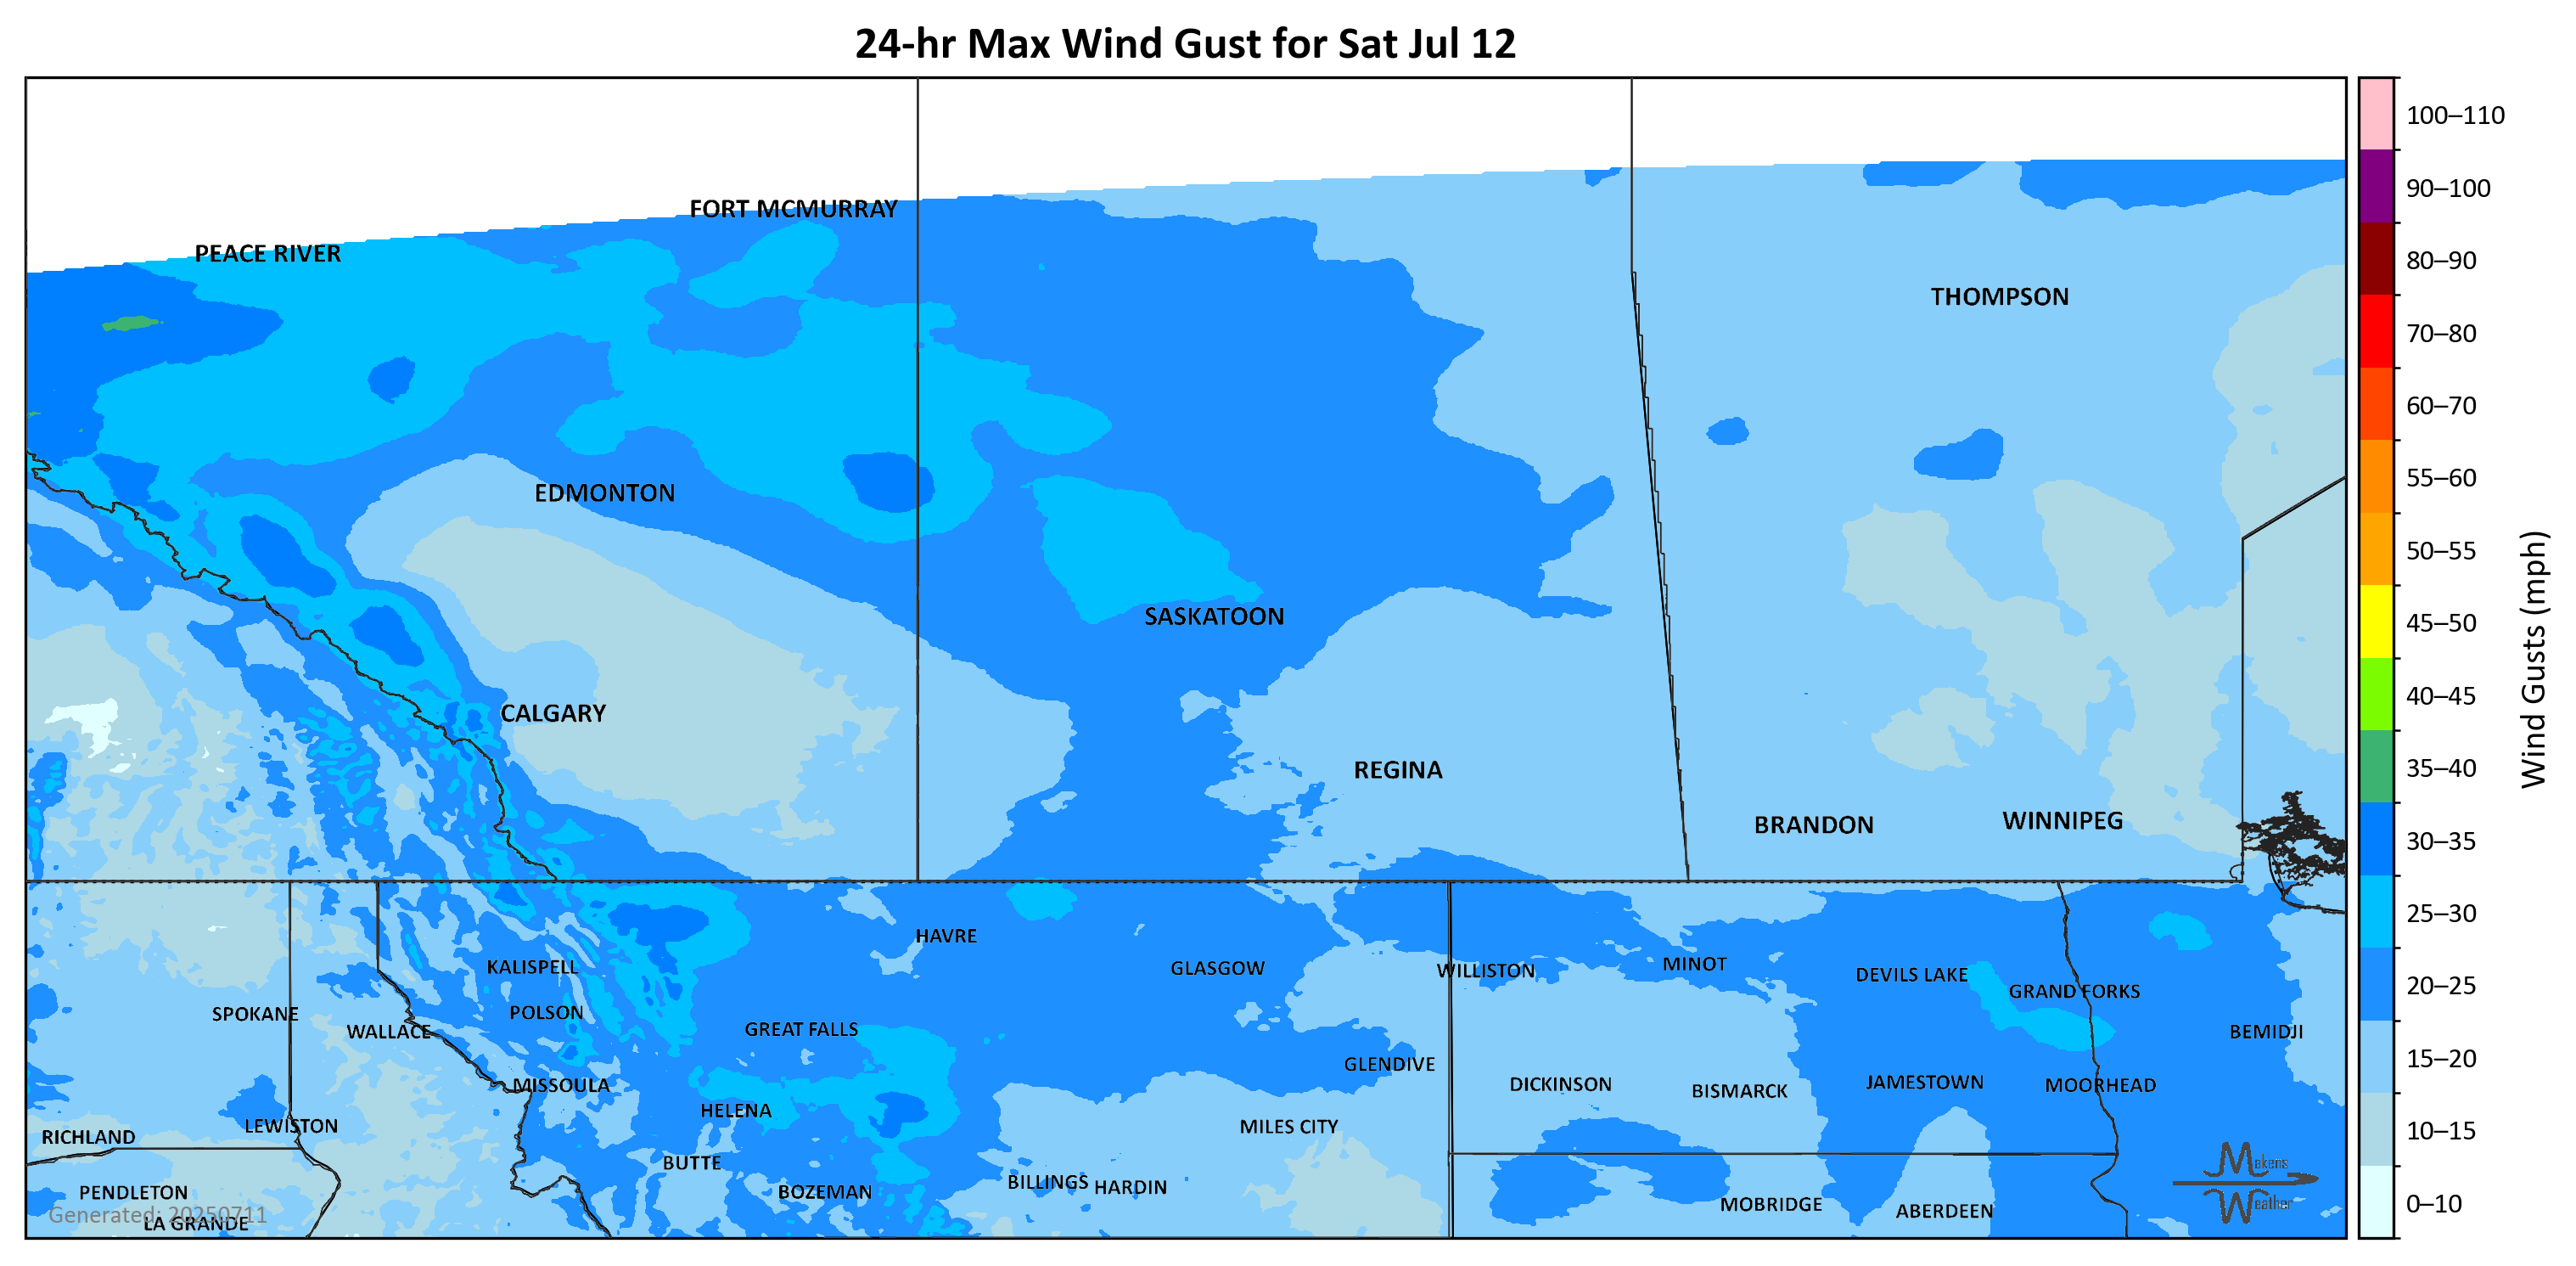 24-hr Max Wind Gust for Sat Jul 12
100–110
90–100
80–90
70–80
60–70
55–60
50–55
45–50
40–45
35–40
30–35
25–30
20–25
15–20
10–15
0–10
Wind Gusts (mph)
FORT MCMURRAY
PEACE RIVER
THOMPSON
EDMONTON
SASKATOON
CALGARY
REGINA
BRANDON
WINNIPEG
HAVRE
KALISPELL
GLASGOW
WILLISTON
MINOT
DEVILS LAKE
GRAND FORKS
SPOKANE
POLSON
WALLACE
GREAT FALLS
BEMIDJI
GLENDIVE
MISSOULA
DICKINSON
BISMARCK
JAMESTOWN
MOORHEAD
HELENA
LEWISTON
MILES CITY
RICHLAND
BUTTE
BOZEMAN
BILLINGS
HARDIN
PENDLETON
MOBRIDGE
ABERDEEN
Generated: 20250711
LA GRANDE
Makens
Weather